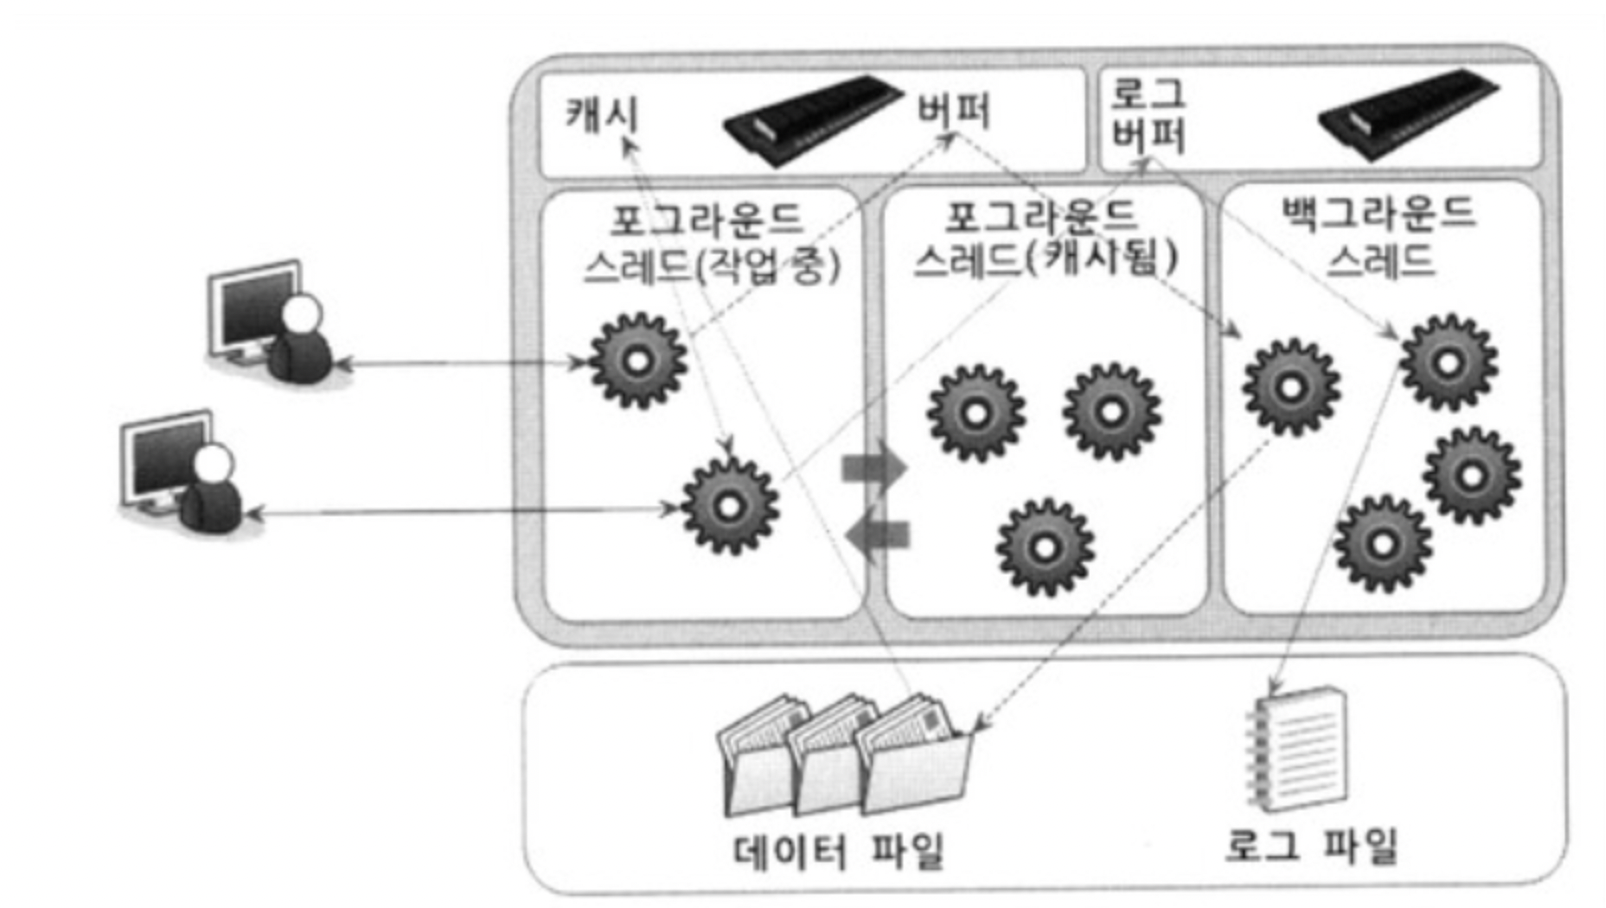 캐시
버퍼
로그
버퍼
포그라운드
스레드(작업 중)
포그라운드
스레드(캐사됨)
백그라운드
스레드
데이터 파일
로그 파일